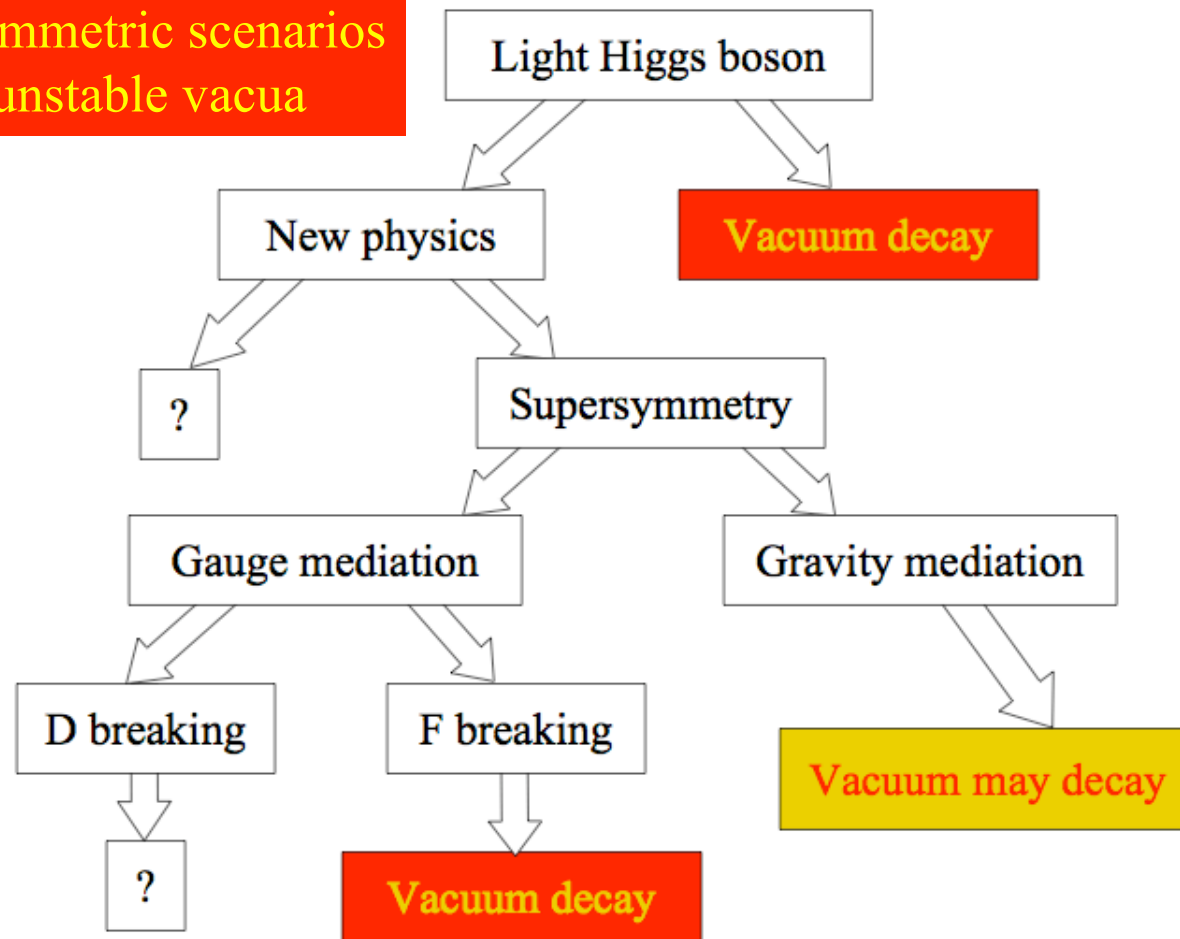 mmetric scenarios
unstable vacua
Light Higgs boson
New physics
Vacuum decay
?
Supersymmetry
Gauge mediation
Gravity mediation
D breaking
F breaking
Vacuum may decay
?
Vacuum decay